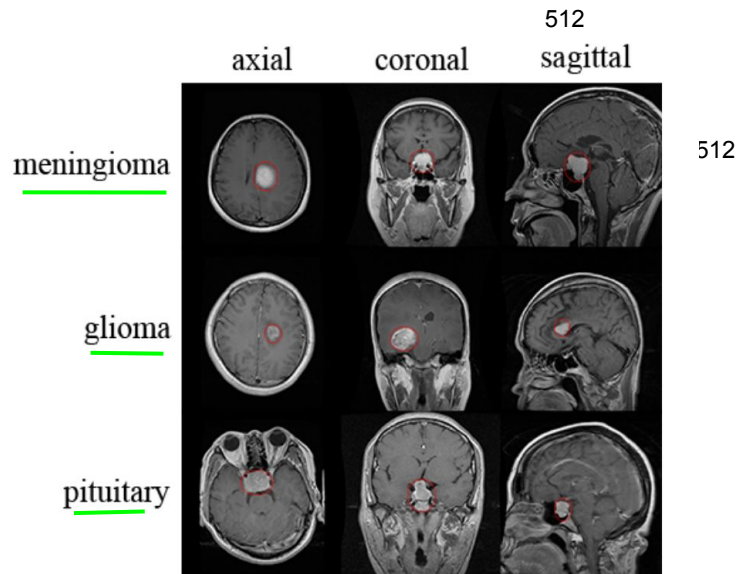 512
axial coronal sagittal
meningioma
512
glioma
pituitary